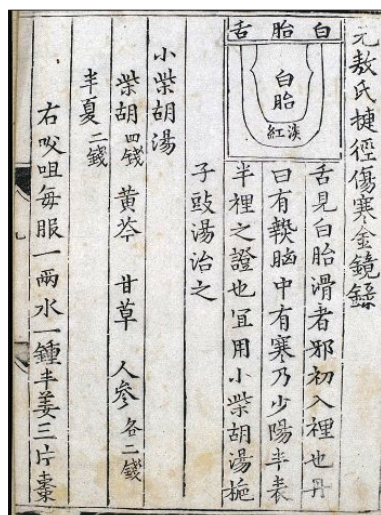 元敖氏捷徑傷寒金鏡錄
白胎舌
白胎
淡紅
舌見白胎滑者邪初入裡也丹
田有熱胸中有寒乃少陽半表
半裡之證也宜用小柴胡湯梔
子豉湯治之
小柴胡湯
柴胡四錢 黃芩 甘草 人參各二錢
半夏二錢
右㕮咀每服一兩水一鍾半姜三片棗